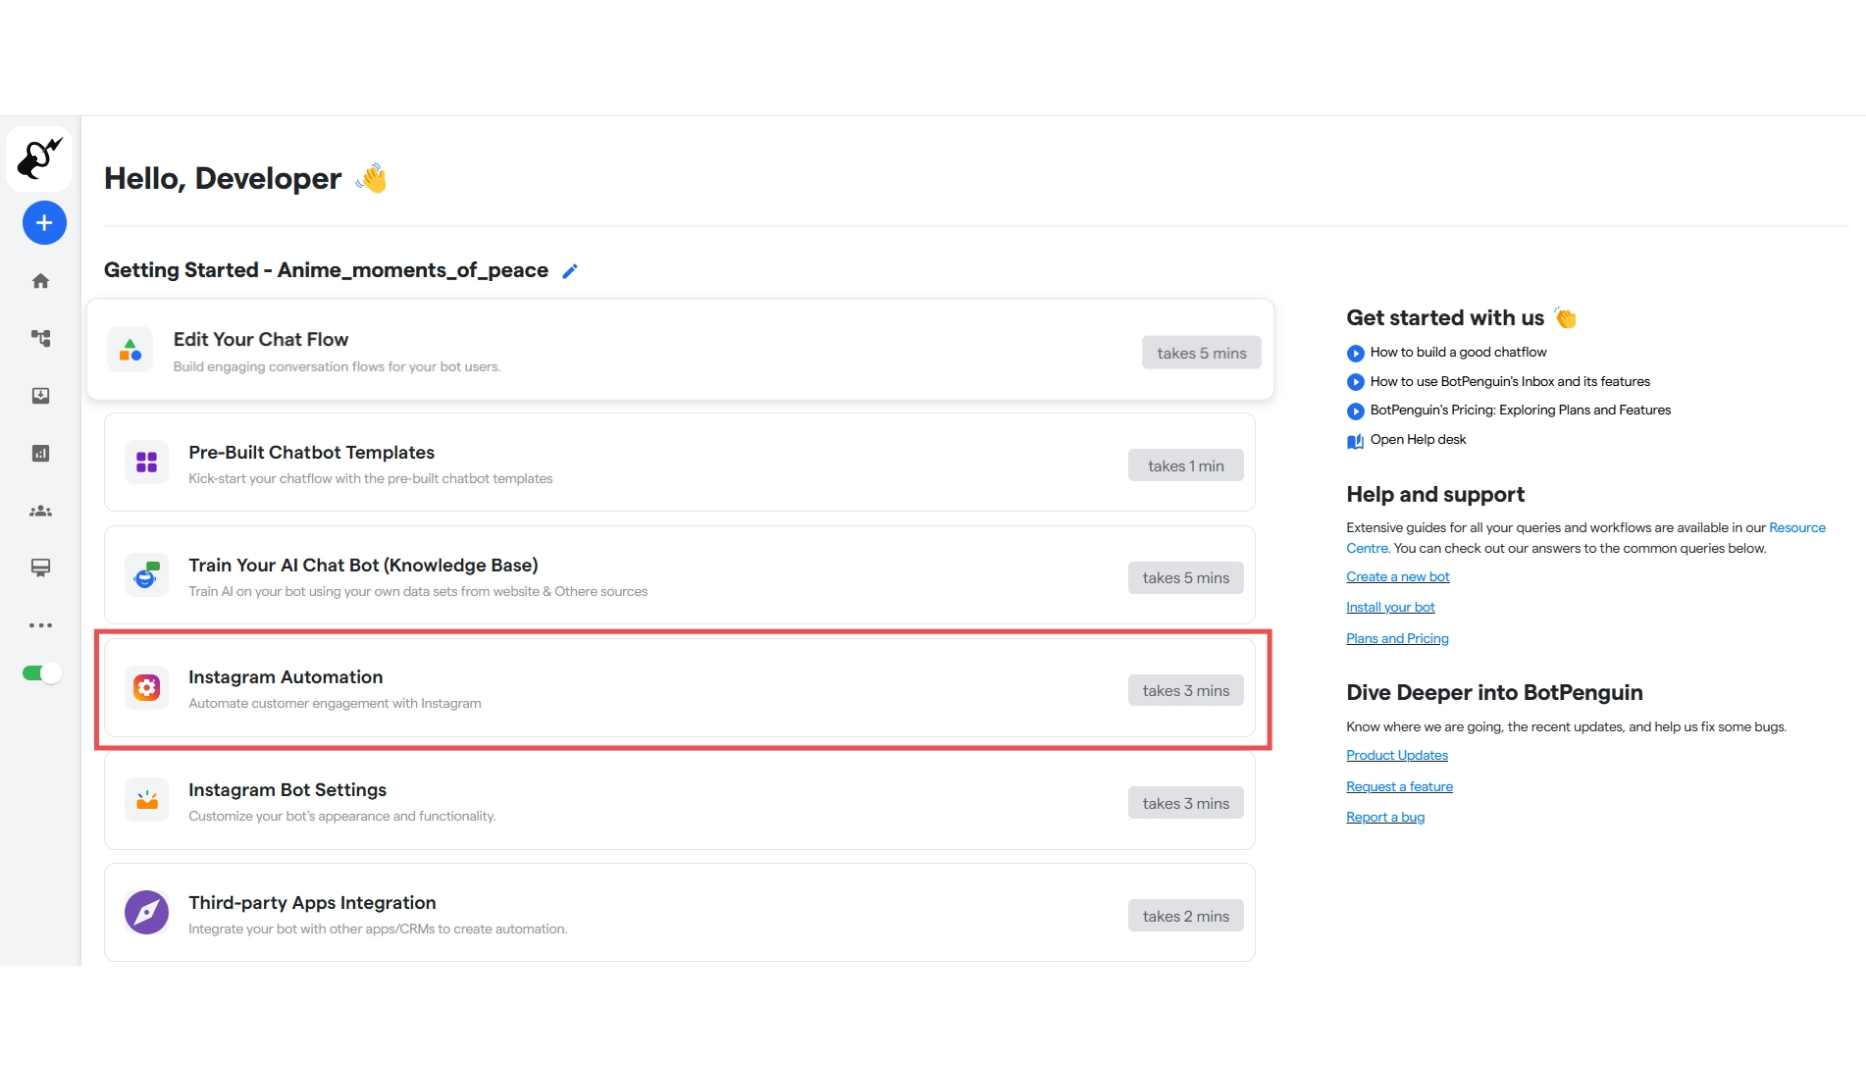 Hello, Developer
Getting Started - Anime_moments_of_peace
Edit Your Chat Flow
Build engaging conversation flows for your bot users.
takes 5 mins
Pre-Built Chatbot Templates
Kick-start your chatflow with the pre-built chatbot templates
takes 1 min
Train Your AI Chat Bot (Knowledge Base)
Train AI on your bot using your own data sets from website & Othere sources
takes 5 mins
Instagram Automation
Automate customer engagement with Instagram
takes 3 mins
Instagram Bot Settings
Customize your bot's appearance and functionality.
takes 3 mins
Third-party Apps Integration
Integrate your bot with other apps/CRMs to create automation.
takes 2 mins
Get started with us
How to build a good chatflow
How to use BotPenguin's Inbox and its features
BotPenguin's Pricing: Exploring Plans and Features
Open Help desk
Help and support
Extensive guides for all your queries and workflows are available in our Resource
Centre. You can check out our answers to the common queries below.
Create a new bot
Install your bot
Plans and Pricing
Dive Deeper into BotPenguin
Know where we are going, the recent updates, and help us fix some bugs.
Product Updates
Request a feature
Report a bug